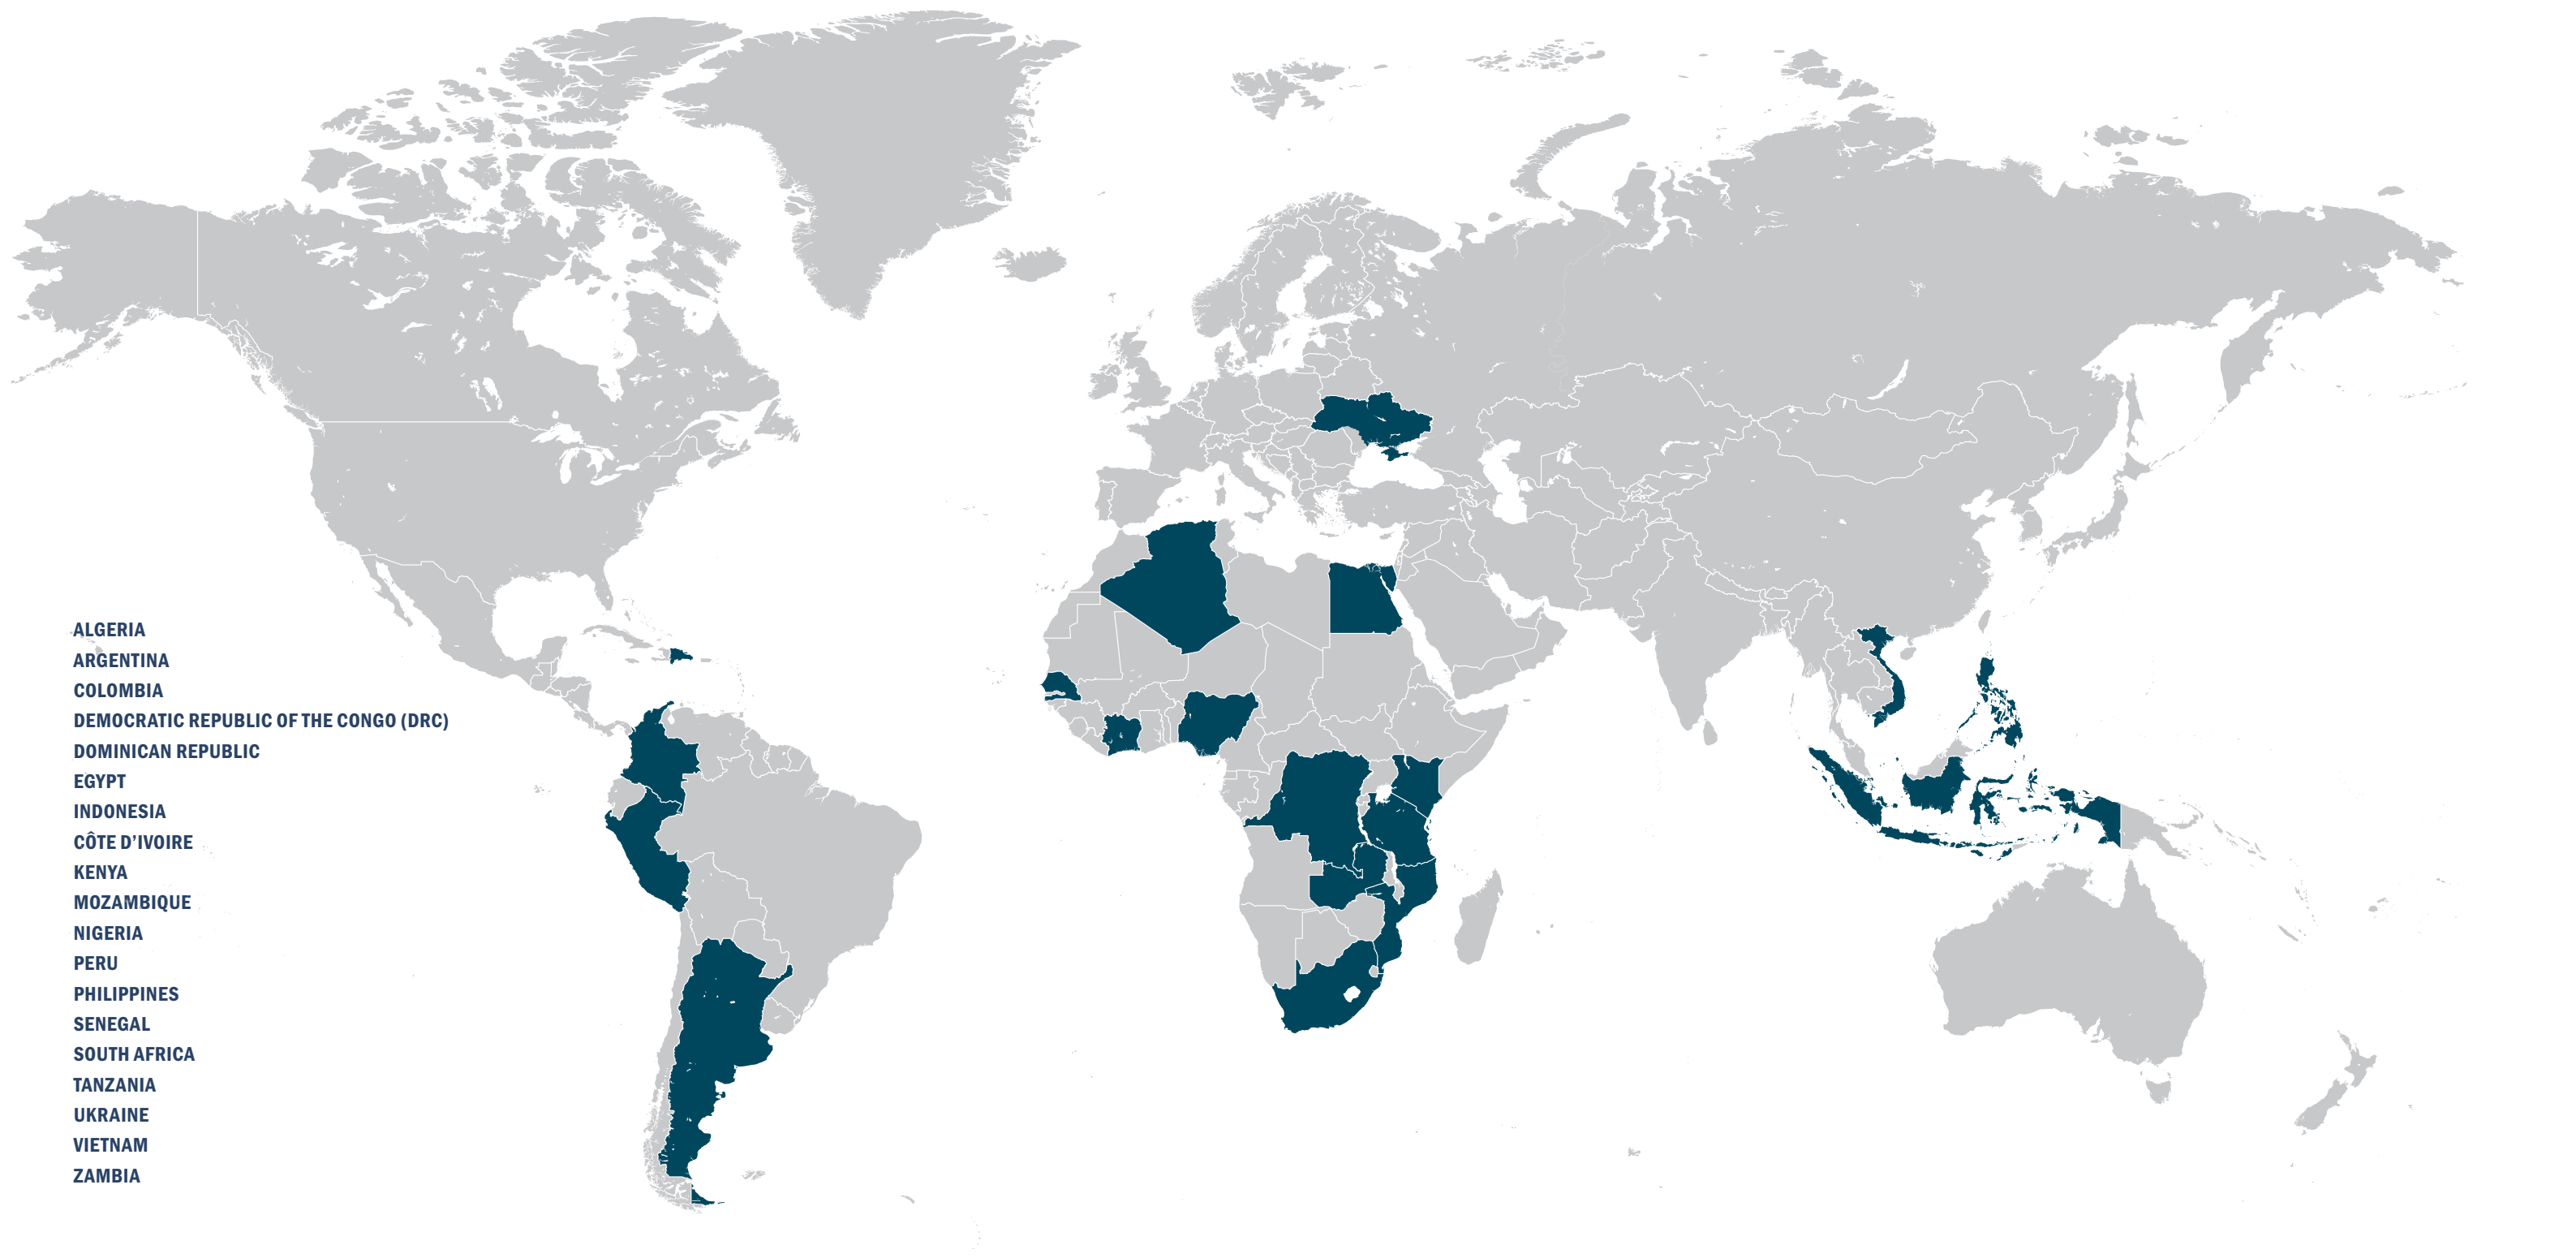 ALGERIA
ARGENTINA
COLOMBIA
DEMOCRATIC REPUBLIC OF THE CONGO (DRC)
DOMINICAN REPUBLIC
EGYPT
INDONESIA
CÔTE D’IVOIRE
KENYA
MOZAMBIQUE
NIGERIA
PERU
PHILIPPINES
SENEGAL
SOUTH AFRICA
TANZANIA
UKRAINE
VIETNAM
ZAMBIA